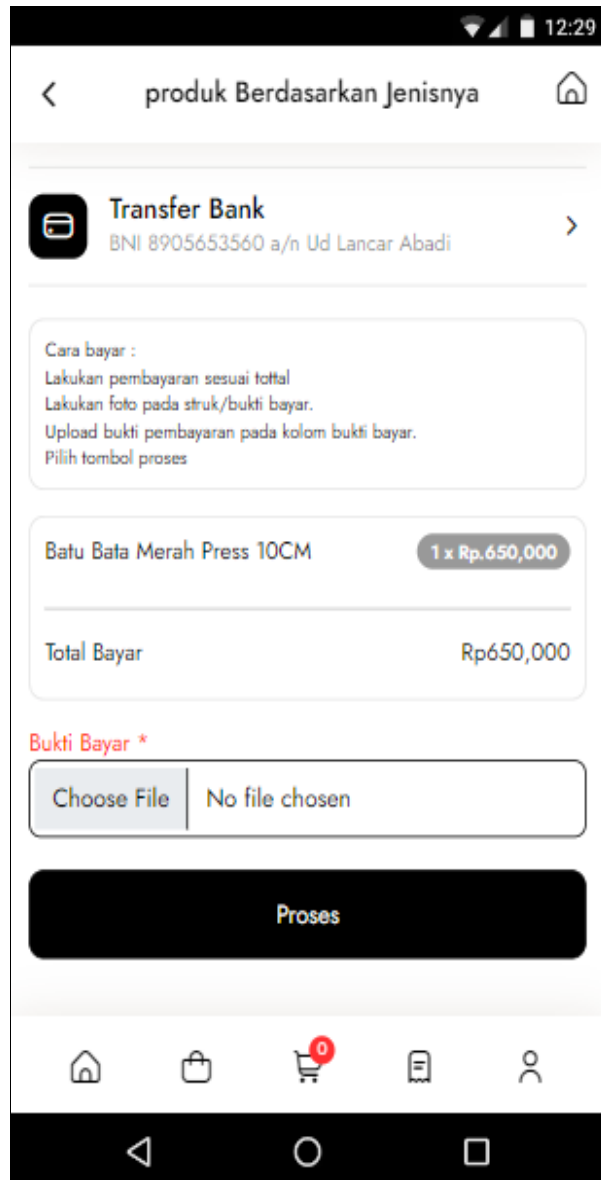 12:29
produk Berdasarkan Jenisnya
Transfer Bank
BNI 8905653560 a/n Ud Lancar Abadi
Cara bayar :
Lakukan pembayaran sesuai tottal
Lakukan foto pada struk/bukti bayar.
Upload bukti pembayaran pada kolom bukti bayar.
Pilih tombol proses
Batu Bata Merah Press 10CM 1 x Rp.650,000
Total Bayar Rp650,000
Bukti Bayar *
Choose File No file chosen
Proses
0